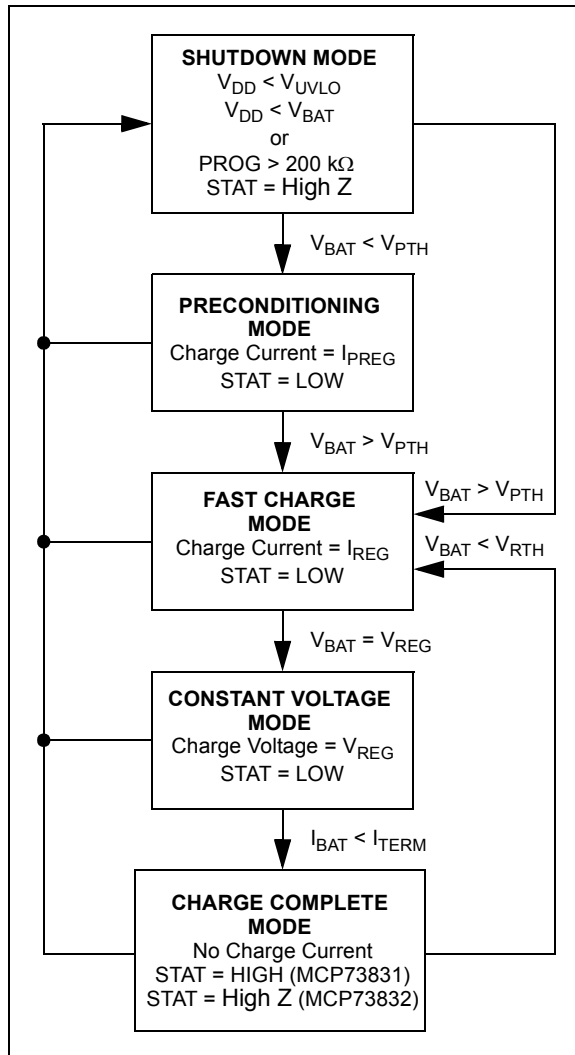 SHUTDOWN MODE
VDD < VUVLO
VDD < VBAT
or
PROG > 200 kΩ
STAT = High Z
VBAT < VPTH
PRECONDITIONING
MODE
Charge Current = IPREG
STAT = LOW
VBAT > VPTH
FAST CHARGE
MODE
Charge Current = IREG
STAT = LOW
VBAT > VPTH
VBAT < VRTH
VBAT = VREG
CONSTANT VOLTAGE
MODE
Charge Voltage = VREG
STAT = LOW
IBAT < ITERM
CHARGE COMPLETE
MODE
No Charge Current
STAT = HIGH (MCP73831)
STAT = High Z (MCP73832)